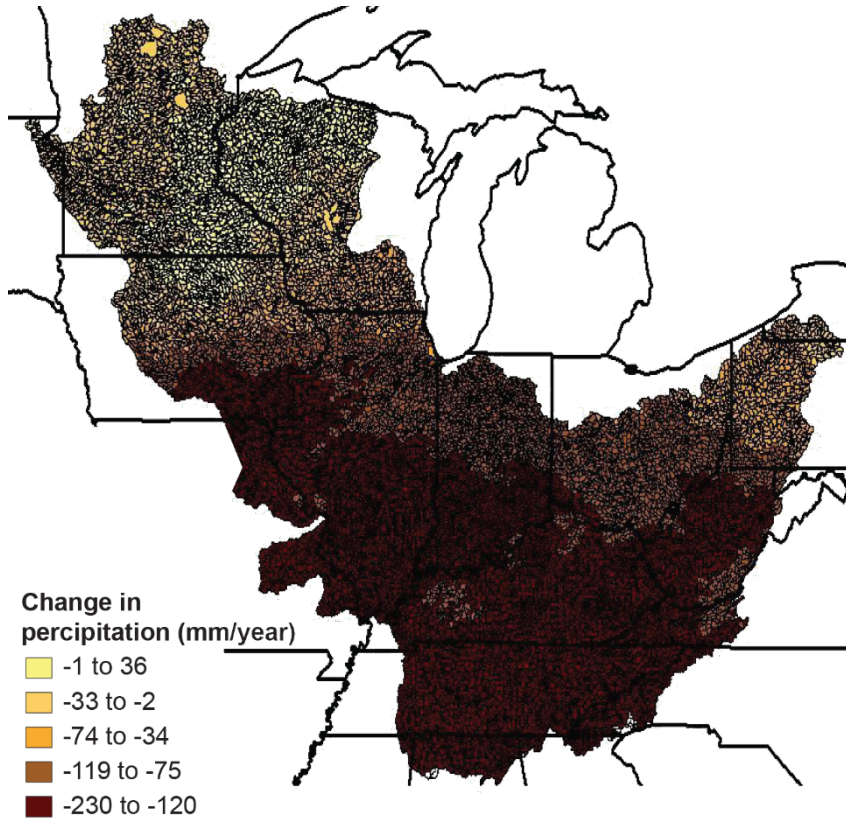 Change in
percipitation (mm/year)
-1 to 36
-33 to -2
-74 to -34
-119 to -75
-230 to -120